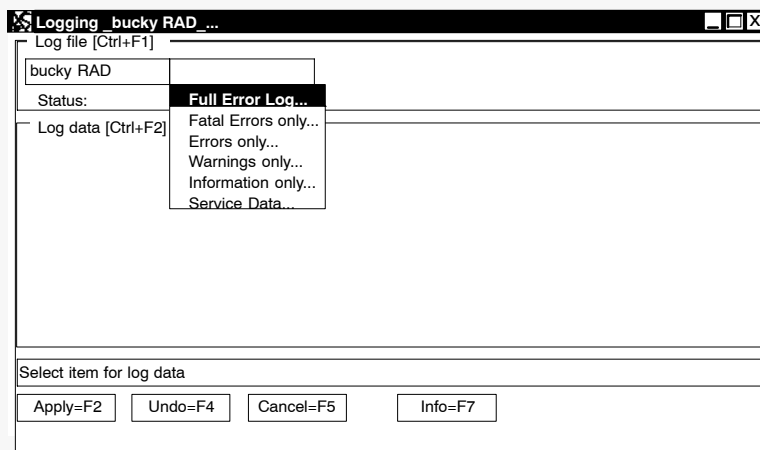 Logging _bucky RAD_...
Log file [Ctrl+F1]
bucky RAD
Status:
Full Error Log...
Fatal Errors only...
Errors only...
Warnings only...
Information only...
Service Data...
Log data [Ctrl+F2]
Select item for log data
Apply=F2 Undo=F4 Cancel=F5 Info=F7